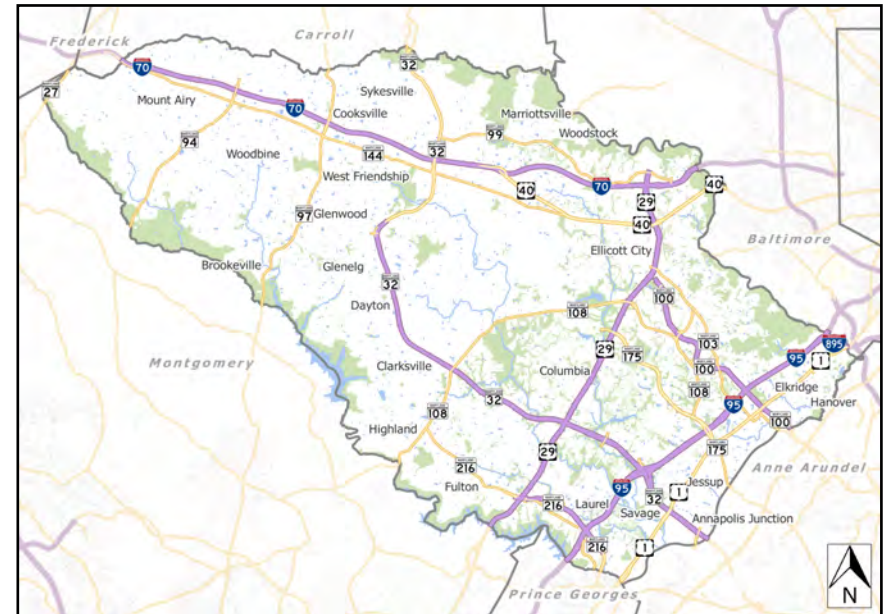 Carroll
Frederick
32
70
27
Sykesville
Mount Airy
70
Marriottsville
Cooksville
99
Woodstock
94
32
144
Woodbine
West Friendship
70
40
40
29
97
Glenwood
40
Baltimore
Ellicott City
Brookeville
Glenelg
32
100
Dayton
108
103
895
29
175
95
1
Montgomery
Clarksville
Columbia
100
Elkridge
108
32
95
Hanover
108
100
Highland
29
175
216
Anne Arundel
Fulton
95
1
Jessup
216
Laurel
32
Savage
Annapolis Junction
216
1
Prince Georges
N